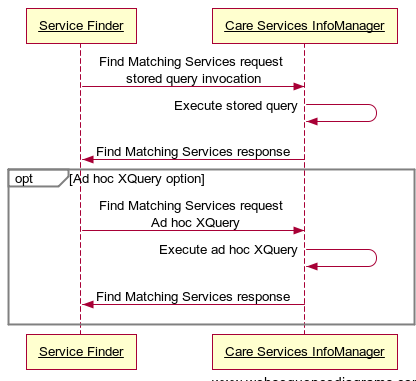 Service Finder
Care Services InfoManager
Find Matching Services request
stored query invocation
Execute stored query
Find Matching Services response
opt
[Ad hoc XQuery option]
Find Matching Services request
Ad hoc XQuery
Execute ad hoc XQuery
Find Matching Services response
Service Finder
Care Services InfoManager